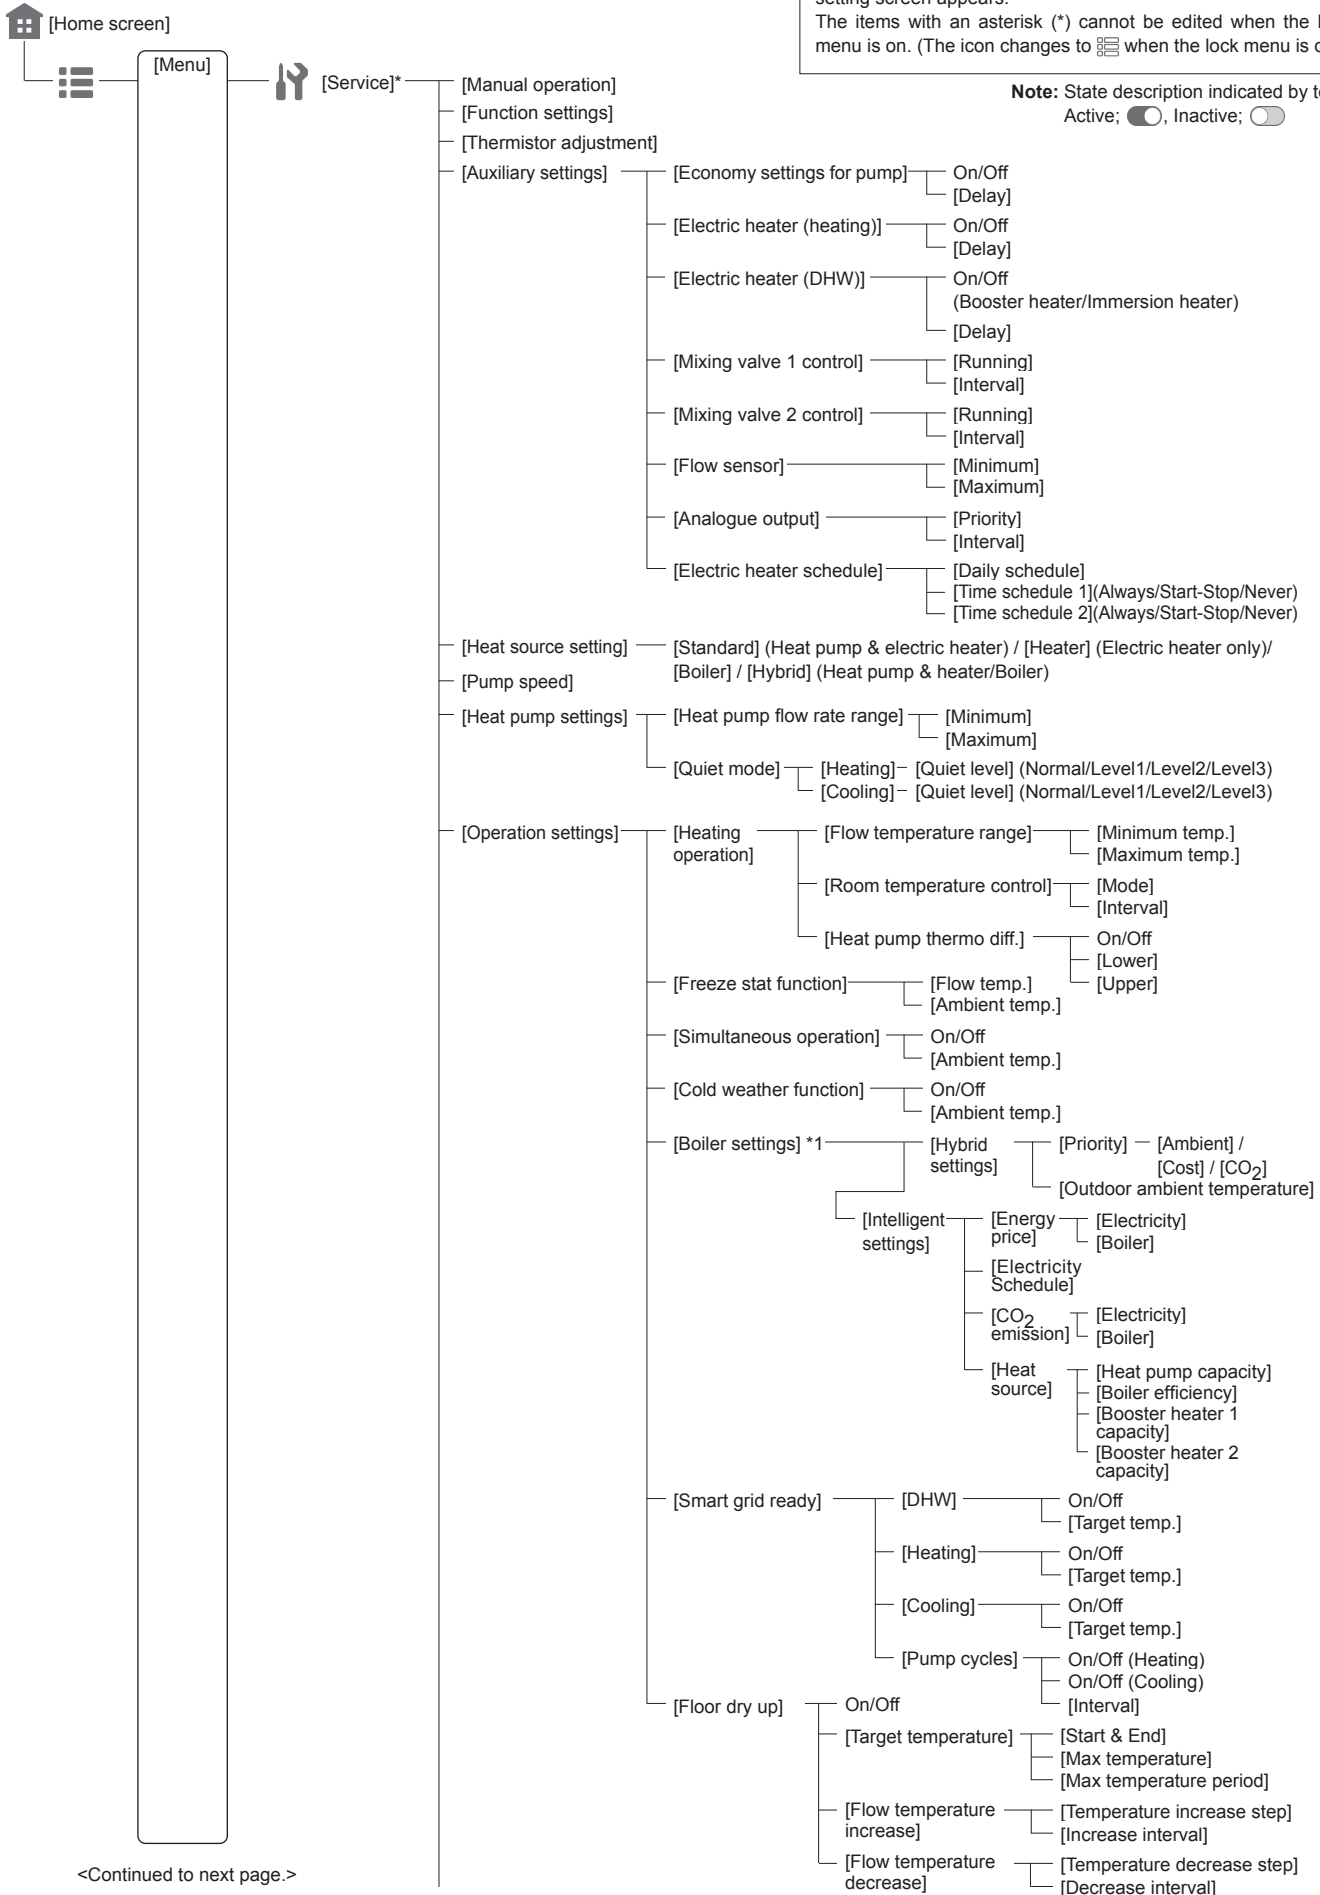 setting screen appears.
The items with an asterisk (*) cannot be edited when the
menu is on. (The icon changes to when the lock menu is
Note: State description indicated by
Active; , Inactive;
[Home screen]
[Menu]
[Service]*
[Manual operation]
[Function settings]
[Thermistor adjustment]
[Auxiliary settings]
[Economy settings for pump]
On/Off
[Delay]
[Electric heater (heating)]
On/Off
[Delay]
[Electric heater (DHW)]
On/Off
(Booster heater/Immersion heater)
[Delay]
[Mixing valve 1 control]
[Running]
[Interval]
[Mixing valve 2 control]
[Running]
[Interval]
[Flow sensor]
[Minimum]
[Maximum]
[Analogue output]
[Priority]
[Interval]
[Electric heater schedule]
[Daily schedule]
[Time schedule 1](Always/Start-Stop/Never)
[Time schedule 2](Always/Start-Stop/Never)
[Heat source setting]
[Standard] (Heat pump & electric heater) / [Heater] (Electric heater only)/
[Boiler] / [Hybrid] (Heat pump & heater/Boiler)
[Pump speed]
[Heat pump settings]
[Heat pump flow rate range]
[Minimum]
[Maximum]
[Quiet mode]
[Heating]
[Quiet level] (Normal/Level1/Level2/Level3)
[Cooling]
[Quiet level] (Normal/Level1/Level2/Level3)
[Operation settings]
[Heating
operation]
[Flow temperature range]
[Minimum temp.]
[Maximum temp.]
[Room temperature control]
[Mode]
[Interval]
[Heat pump thermo diff.]
On/Off
[Lower]
[Upper]
[Freeze stat function]
[Flow temp.]
[Ambient temp.]
[Simultaneous operation]
On/Off
[Ambient temp.]
[Cold weather function]
On/Off
[Ambient temp.]
[Boiler settings] *1
[Hybrid
settings]
[Priority]
[Ambient] /
[Cost] / [CO2]
[Outdoor ambient temperature]
[Intelligent
settings]
[Energy
price]
[Electricity]
[Boiler]
[Electricity
Schedule]
[CO2
emission]
[Electricity]
[Boiler]
[Heat
source]
[Heat pump capacity]
[Boiler efficiency]
[Booster heater 1
capacity]
[Booster heater 2
capacity]
[Smart grid ready]
[DHW]
On/Off
[Target temp.]
[Heating]
On/Off
[Target temp.]
[Cooling]
On/Off
[Target temp.]
[Pump cycles]
On/Off (Heating)
On/Off (Cooling)
[Interval]
[Floor dry up]
On/Off
[Target temperature]
[Start & End]
[Max temperature]
[Max temperature period]
[Flow temperature
increase]
[Temperature increase step]
[Increase interval]
[Flow temperature
decrease]
[Temperature decrease step]
[Decrease interval]
<Continued to next page.>